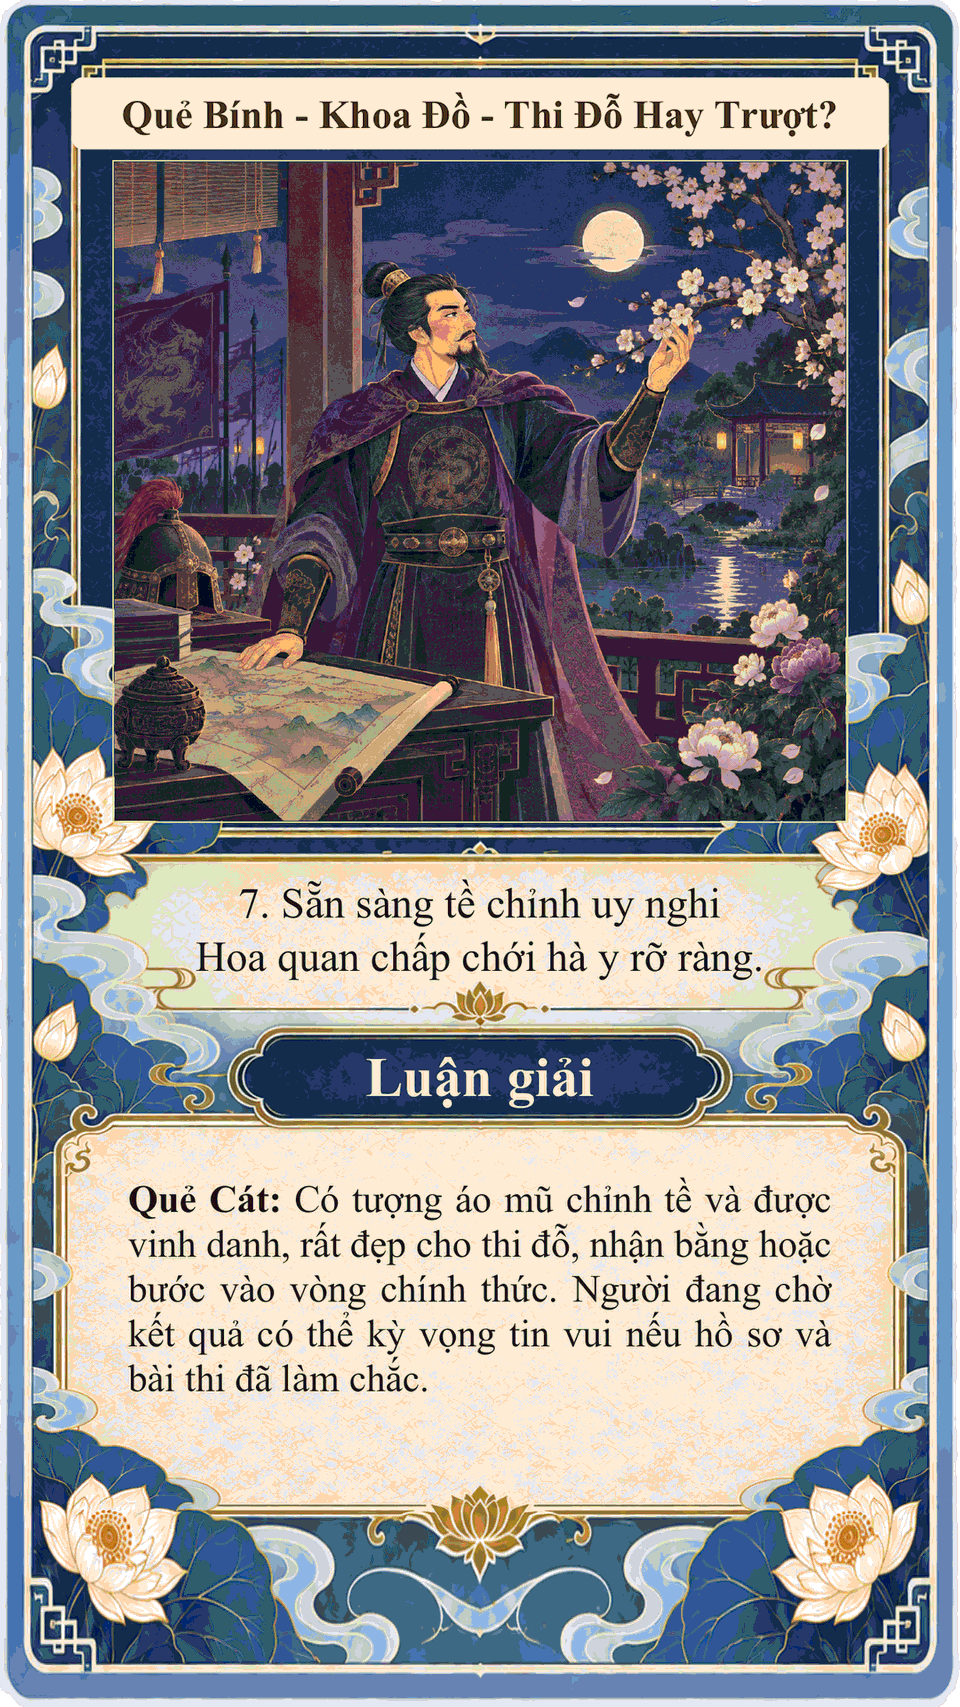 Quẻ Bính - Khoa Đồ - Thi Đỗ Hay Trượt?
7. Sẵn sàng tề chỉnh uy nghi
Hoa quan chấp chới hà y rỡ ràng.
Luận giải
Quẻ Cát: Có tượng áo mũ chỉnh tề và được
vinh danh, rất đẹp cho thi đỗ, nhận bằng hoặc
bước vào vòng chính thức. Người đang chờ
kết quả có thể kỳ vọng tin vui nếu hồ sơ và
bài thi đã làm chắc.